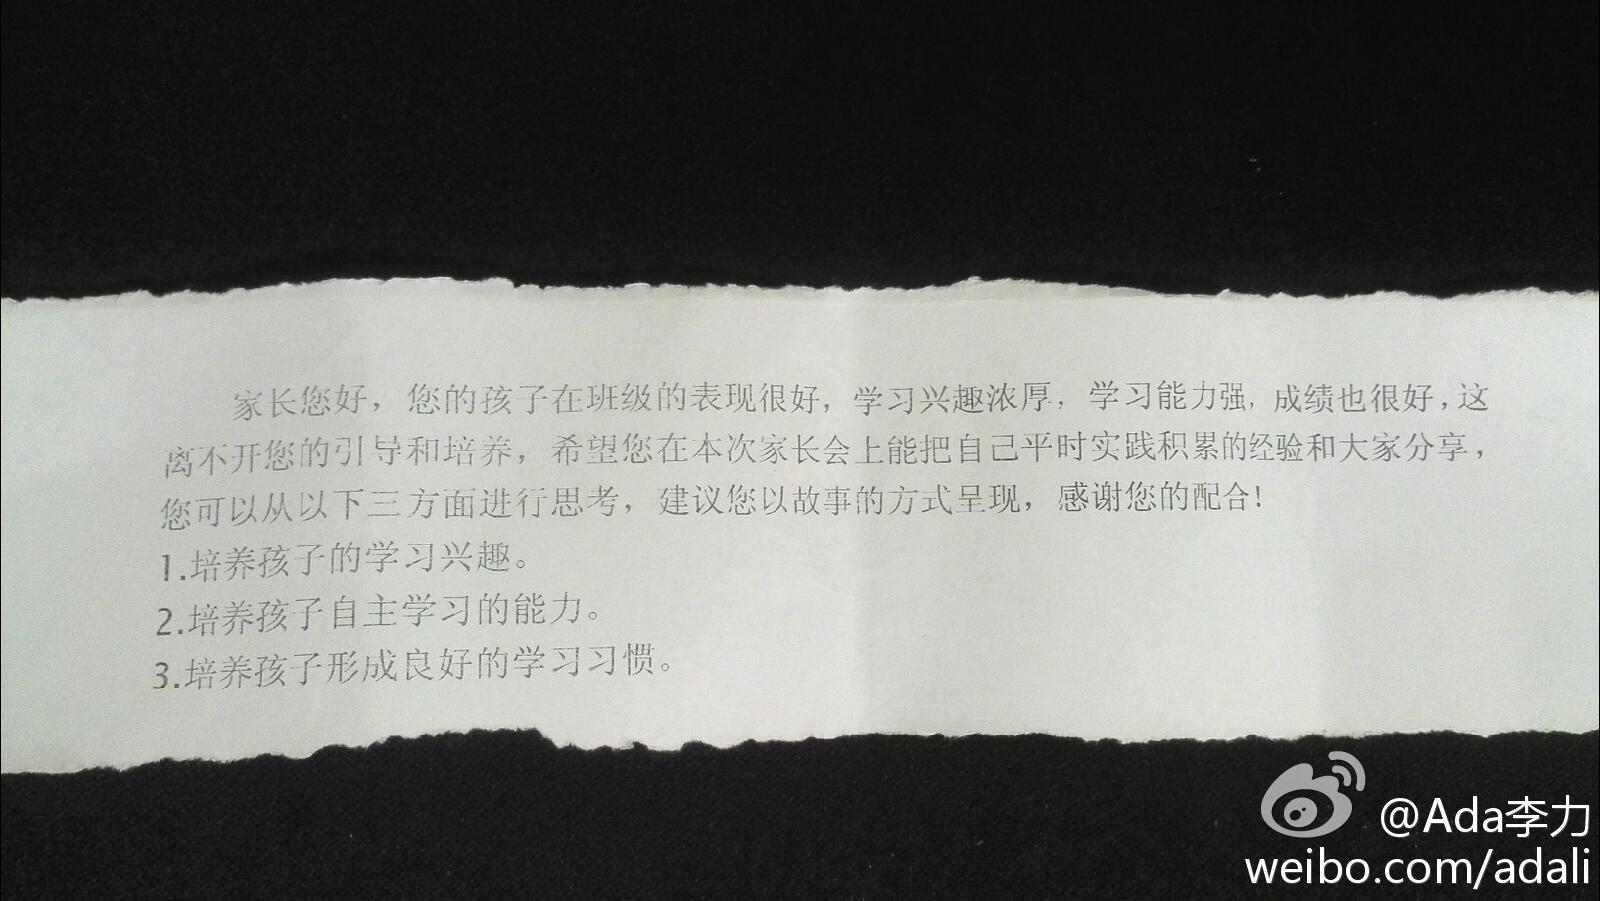 家长您好，您的孩子在班级的表现很好，学习兴趣浓厚，学习能力强，成绩也很好，这
离不开您的引导和培养，希望您在本次家长会上能把自己平时实践积累的经验和大家分享，
您可以从以下三方面进行思考，建议您以故事的方式呈现，感谢您的配合！
1.培养孩子的学习兴趣。
2.培养孩子自主学习的能力。
3.培养孩子形成良好的学习习惯。
@Ada李力
weibo.com/adali